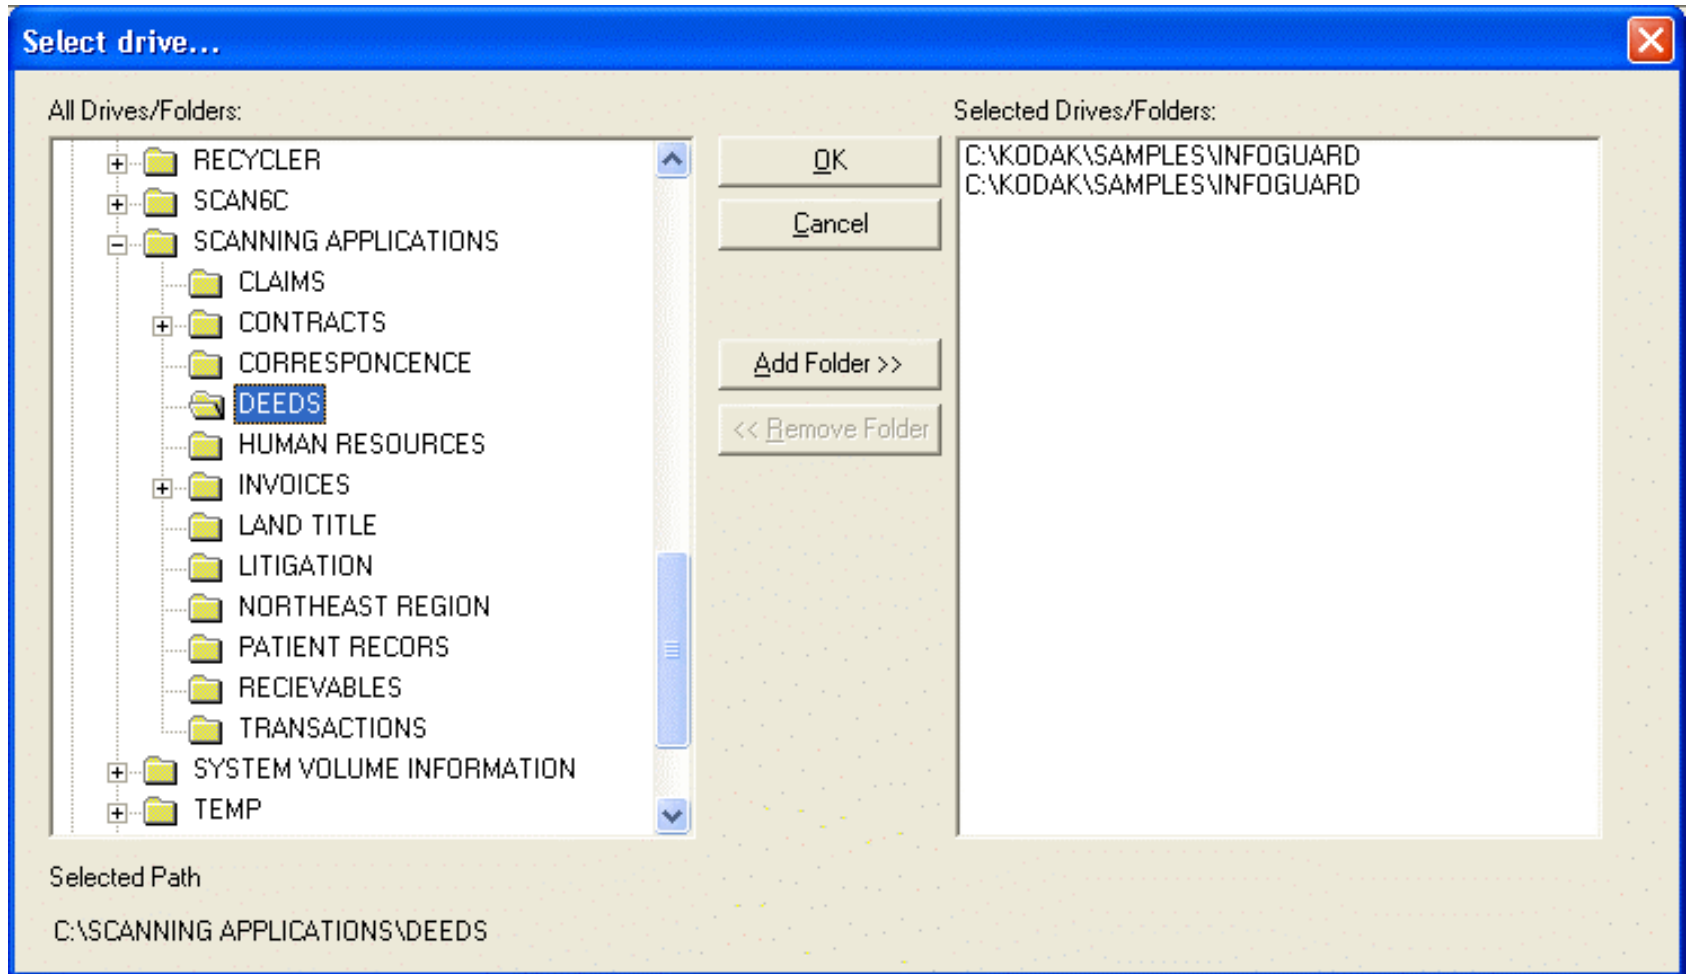 Select drive...
All Drives/Folders:
RECYCLER
SCAN6C
SCANNING APPLICATIONS
CLAIMS
CONTRACTS
CORRESPONCENCE
DEEDS
HUMAN RESOURCES
INVOICES
LAND TITLE
LITIGATION
NORTHEAST REGION
PATIENT RECORS
RECIEVABLES
TRANSACTIONS
SYSTEM VOLUME INFORMATION
TEMP
OK
Cancel
Add Folder >>
<< Remove Folder
Selected Drives/Folders:
C:\KODAK\SAMPLES\INFOGUARD
C:\KODAK\SAMPLES\INFOGUARD
Selected Path
C:\SCANNING APPLICATIONS\DEEDS